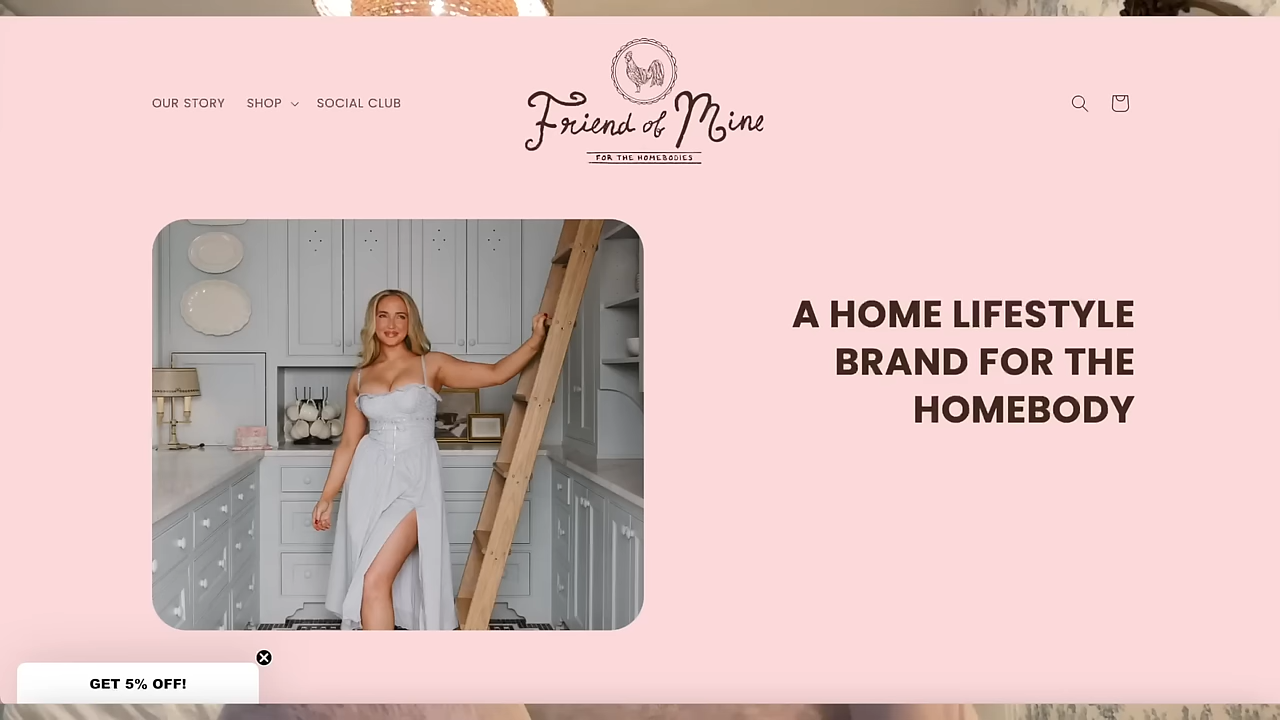 OUR STORY
SHOP
SOCIAL CLUB
Friend of Mine
FOR THE HOMEBODIES
A HOME LIFESTYLE
BRAND FOR THE
HOMEBODY
GET 5% OFF!